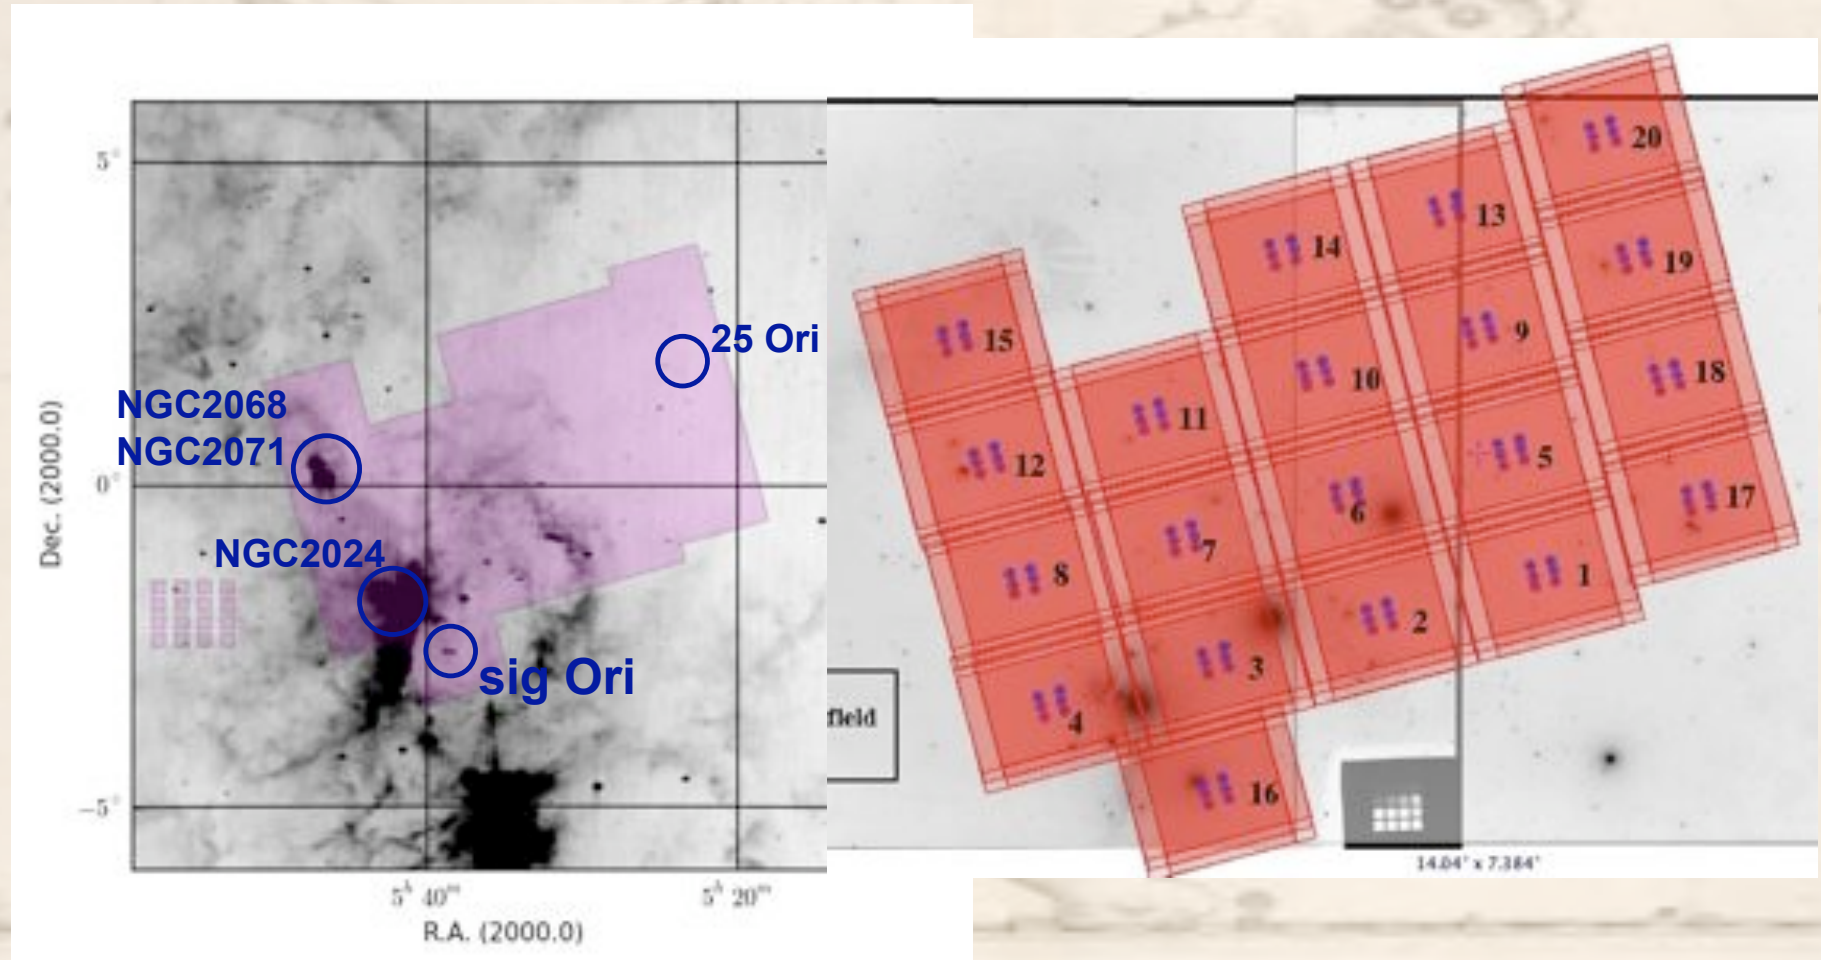 5°
0°
−5°
Dec. (2000.0)
5ʰ 40ᵐ
5ʰ 20ᵐ
R.A. (2000.0)
25 Ori
NGC2068
NGC2071
NGC2024
sig Ori
20
13
14
19
15
9
10
18
11
12
5
6
17
7
8
1
2
3
4
16
field
14.04° x 7.384°